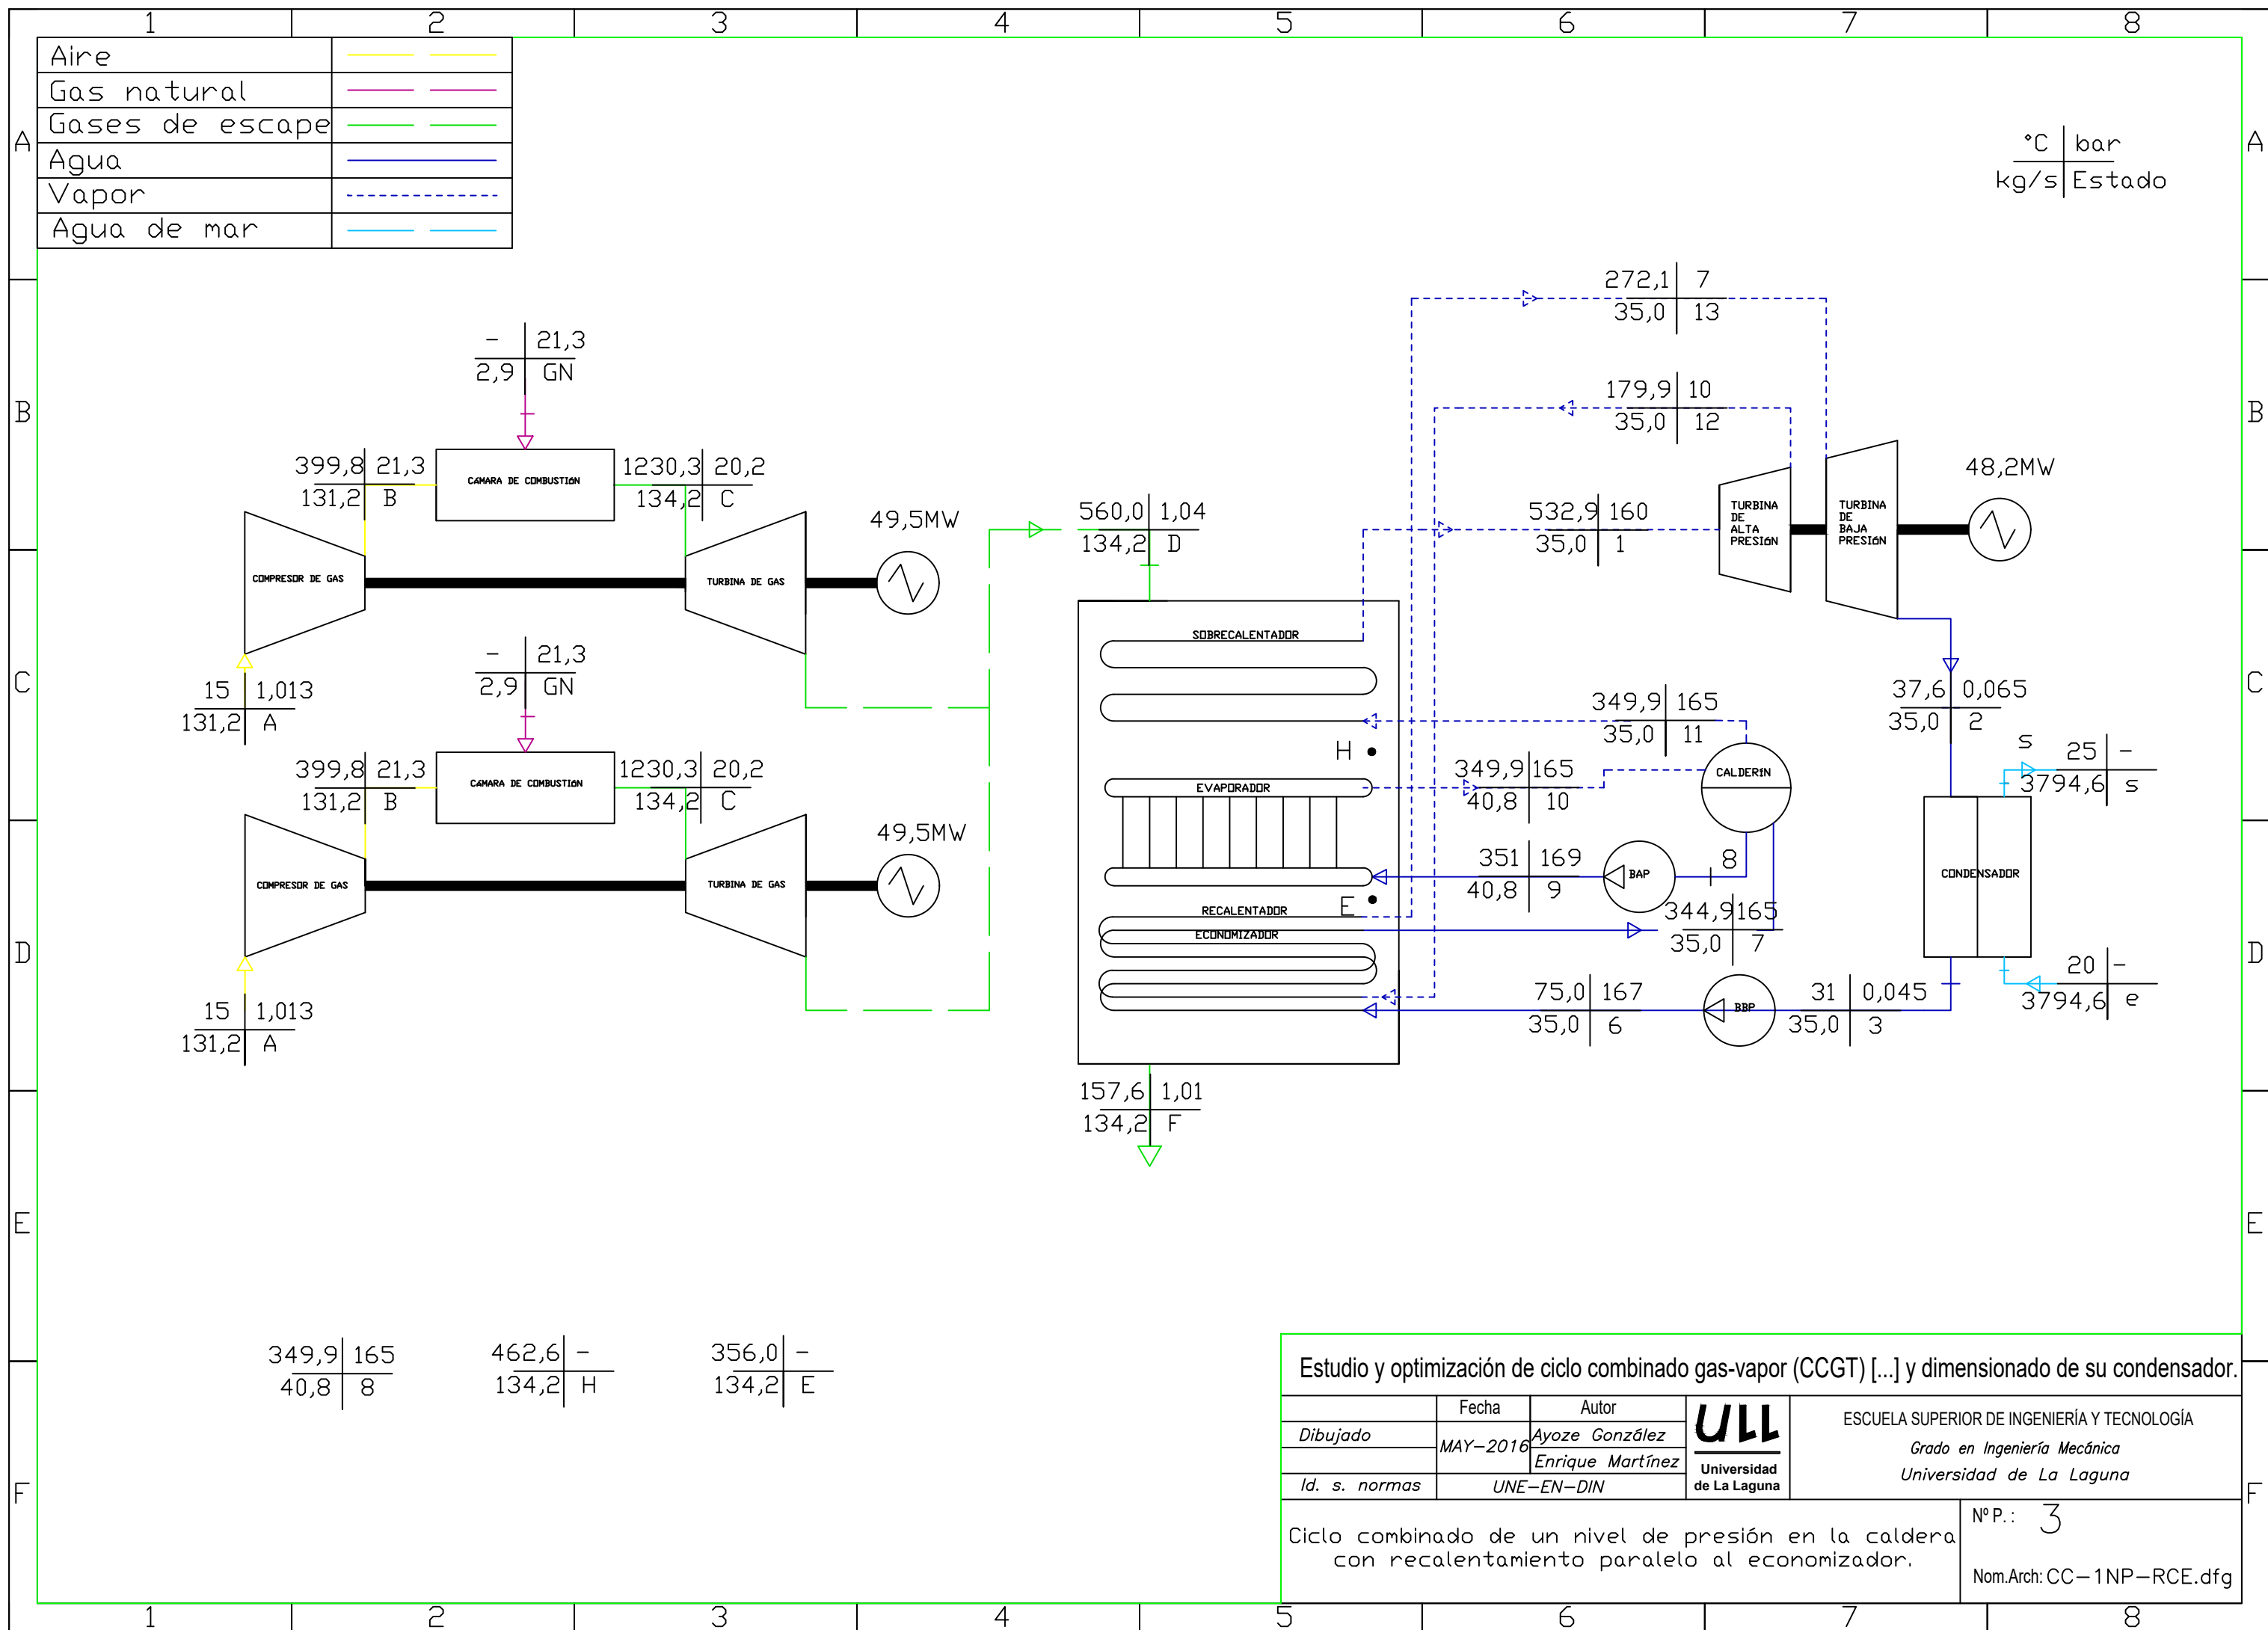 1 2 3 4 5 6 7 8
Aire
Gas natural
Gases de escape
Agua
Vapor
Agua de mar
A A
°C bar
kg/s Estado
272,1 7
35,0 13
- 21,3
2,9 GN
179,9 10
35,0 12
B B
399,8 21,3
131,2 B
CÁMARA DE COMBUSTIÓN
1230,3 20,2
134,2 C
49,5MW
560,0 1,04
134,2 D
532,9 160
35,0 1
TURBINA
DE
ALTA
PRESIÓN
TURBINA
DE
BAJA
PRESIÓN
48,2MW
COMPRESOR DE GAS
TURBINA DE GAS
SOBRECALENTADOR
- 21,3
2,9 GN
C C
15 1,013
131,2 A
349,9 165
35,0 11
37,6 0,065
35,0 2
H
s
25 -
3794,6 s
399,8 21,3
131,2 B
CÁMARA DE COMBUSTIÓN
1230,3 20,2
134,2 C
EVAPORADOR
349,9 165
40,8 10
CALDERÍN
49,5MW
COMPRESOR DE GAS
TURBINA DE GAS
351 169
40,8 9
BAP
8
CONDENSADOR
E
RECALENTADOR
ECONOMIZADOR
344,9 165
35,0 7
D D
15 1,013
131,2 A
75,0 167
35,0 6
BBP
31 0,045
35,0 3
20 -
3794,6 e
157,6 1,01
134,2 F
E E
349,9 165
40,8 8
462,6 -
134,2 H
356,0 -
134,2 E
Estudio y optimización de ciclo combinado gas-vapor (CCGT) [...] y dimensionado de su condensador.
Fecha Autor
Dibujado MAY-2016 Ayoze González
Enrique Martínez
Id. s. normas UNE-EN-DIN
ULL
Universidad
de La Laguna
ESCUELA SUPERIOR DE INGENIERÍA Y TECNOLOGÍA
Grado en Ingeniería Mecánica
Universidad de La Laguna
F F
Ciclo combinado de un nivel de presión en la caldera
con recalentamiento paralelo al economizador.
Nº P. : 3
Nom.Arch: CC-1NP-RCE.dfg
1 2 3 4 5 6 7 8